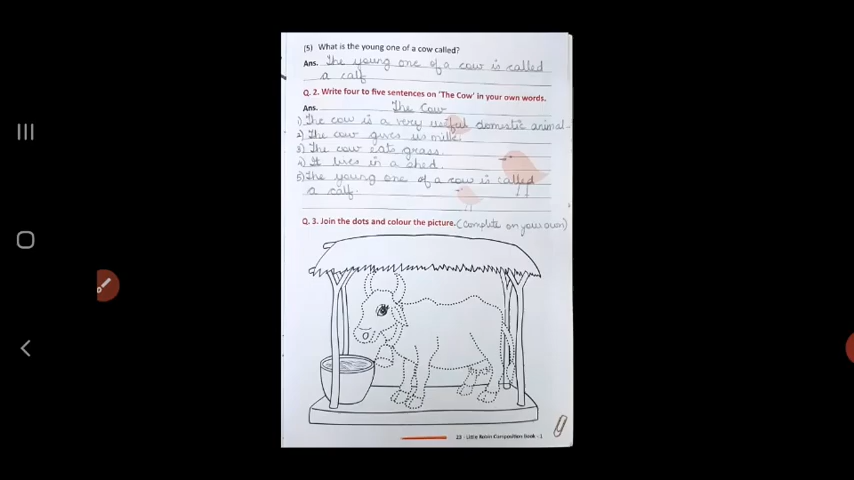 (5) What is the young one of a cow called?
Ans. The young one of a cow is called
a calf
Q. 2. Write four to five sentences on 'The Cow' in your own words.
Ans. The Cow
1) The cow is a very useful domestic animal.
2) The cow gives us milk.
3) The cow eats grass.
4) It lives in a shed.
5) The young one of a cow is called
a calf.
Q. 3. Join the dots and colour the picture. (Complete on your own)
23 - Little Robin Composition Book - 1